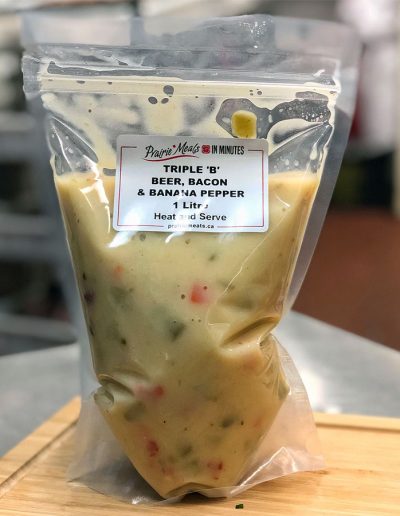 Prairie Meats IN MINUTES
TRIPLE 'B'
BEER, BACON
& BANANA PEPPER
1 Litre
Heat and Serve
prairiemeats.ca